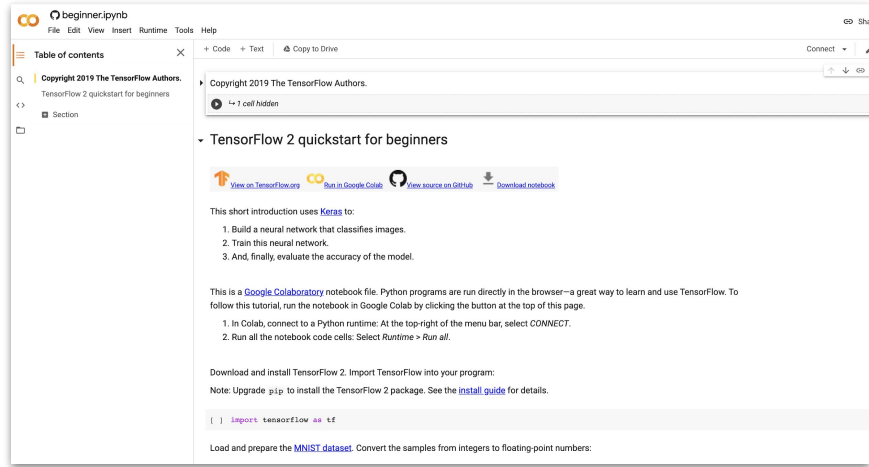 beginner.ipynb
File Edit View Insert Runtime Tools Help
Table of contents
Copyright 2019 The TensorFlow Authors.
TensorFlow 2 quickstart for beginners
Section
+ Code + Text Copy to Drive
Connect
Copyright 2019 The TensorFlow Authors.
1 cell hidden
TensorFlow 2 quickstart for beginners
View on TensorFlow.org Run in Google Colab View source on GitHub Download notebook
This short introduction uses Keras to:
1. Build a neural network that classifies images.
2. Train this neural network.
3. And, finally, evaluate the accuracy of the model.
This is a Google Colaboratory notebook file. Python programs are run directly in the browser—a great way to learn and use TensorFlow. To
follow this tutorial, run the notebook in Google Colab by clicking the button at the top of this page.
1. In Colab, connect to a Python runtime: At the top-right of the menu bar, select CONNECT.
2. Run all the notebook code cells: Select Runtime > Run all.
Download and install TensorFlow 2. Import TensorFlow into your program:
Note: Upgrade pip to install the TensorFlow 2 package. See the install guide for details.
[ ] import tensorflow as tf
Load and prepare the MNIST dataset. Convert the samples from integers to floating-point numbers: